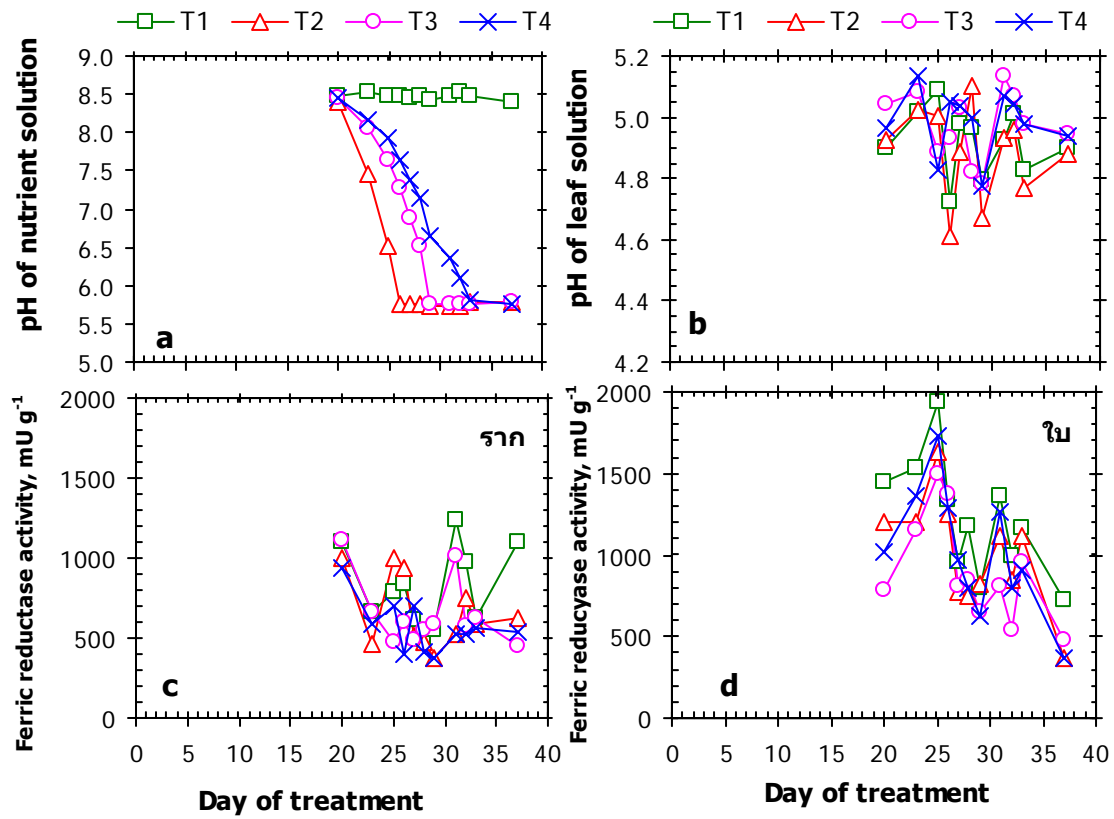 T1 T2 T3 T4
T1 T2 T3 T4
pH of nutrient solution
9.0
8.5
8.0
7.5
7.0
6.5
6.0
5.5
5.0
a
pH of leaf solution
5.2
5.0
4.8
4.6
4.4
4.2
b
Ferric reductase activity, mU g⁻¹
2000
1500
1000
500
0
ราก
c
0 5 10 15 20 25 30 35 40
Day of treatment
Ferric reducyase activity, mU g⁻¹
2000
1500
1000
500
0
ใบ
d
0 5 10 15 20 25 30 35 40
Day of treatment